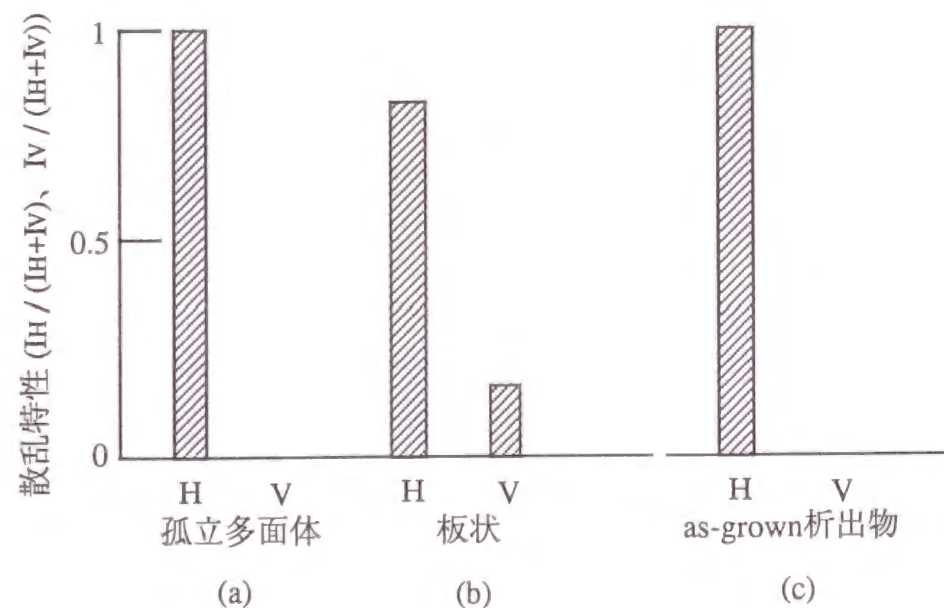 散乱特性 (IH / (IH+IV)、IV / (IH+IV))
1
0.5
0
H V H V H V
孤立多面体 板状 as-grown析出物
(a) (b) (c)